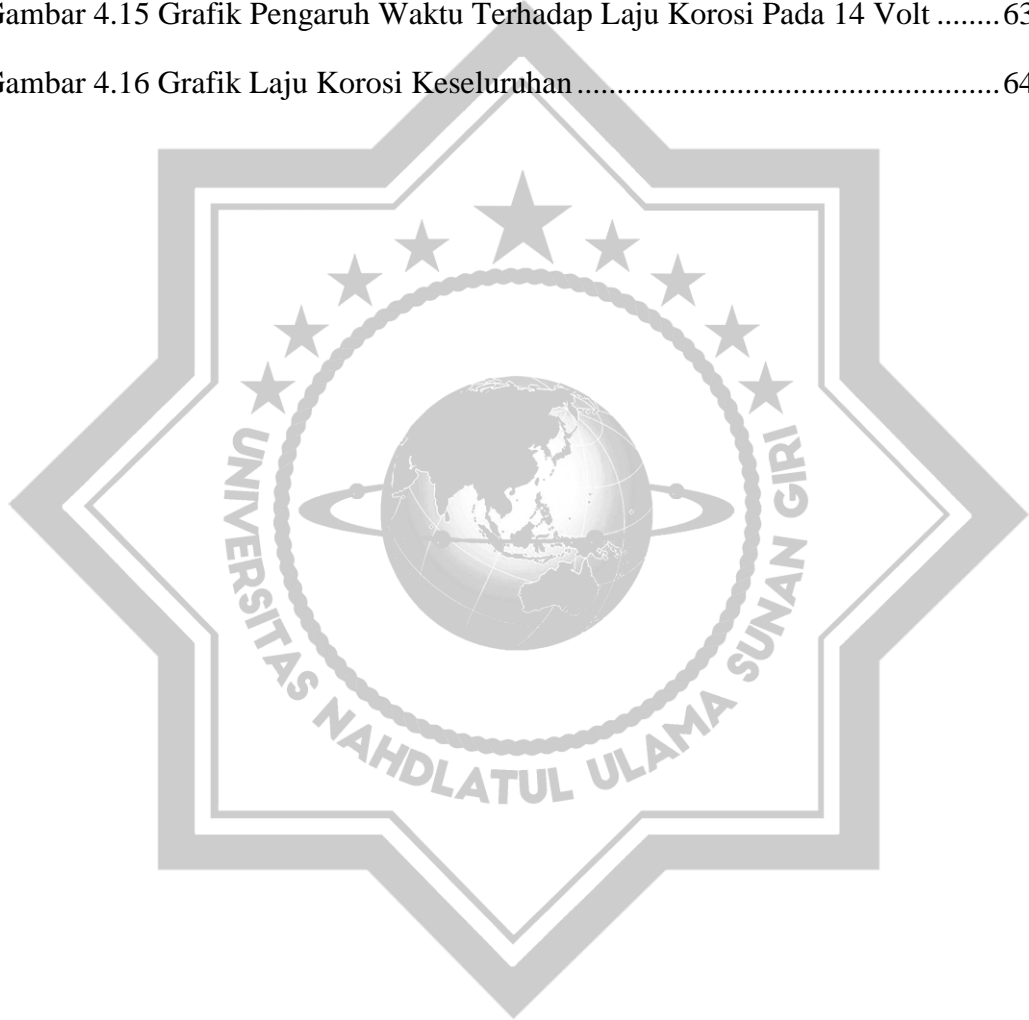 Gambar 4.15 Grafik Pengaruh Waktu Terhadap Laju Korosi Pada 14 Volt ........63
Gambar 4.16 Grafik Laju Korosi Keseluruhan....................................................64
UNIVERSITAS NAHDLATUL ULAMA SUNAN GIRI